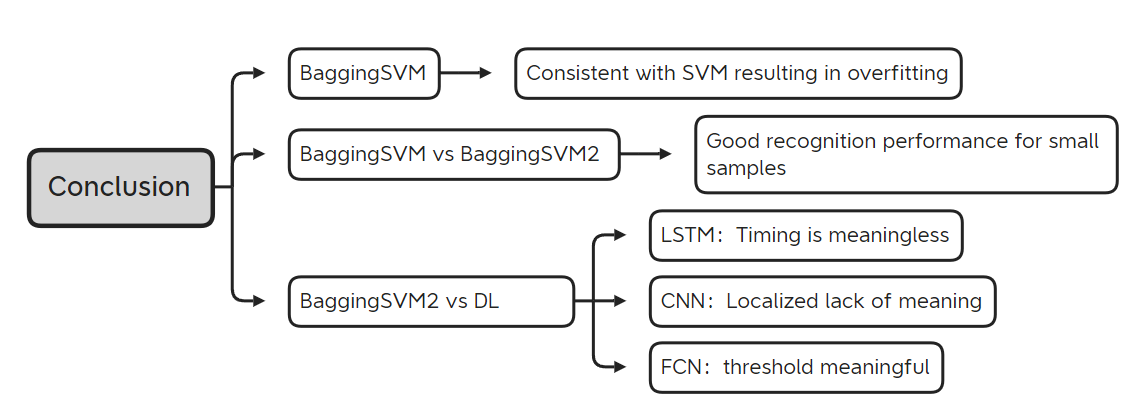 BaggingSVM
Consistent with SVM resulting in overfitting
Conclusion
BaggingSVM vs BaggingSVM2
Good recognition performance for small
samples
BaggingSVM2 vs DL
LSTM：Timing is meaningless
CNN：Localized lack of meaning
FCN：threshold meaningful